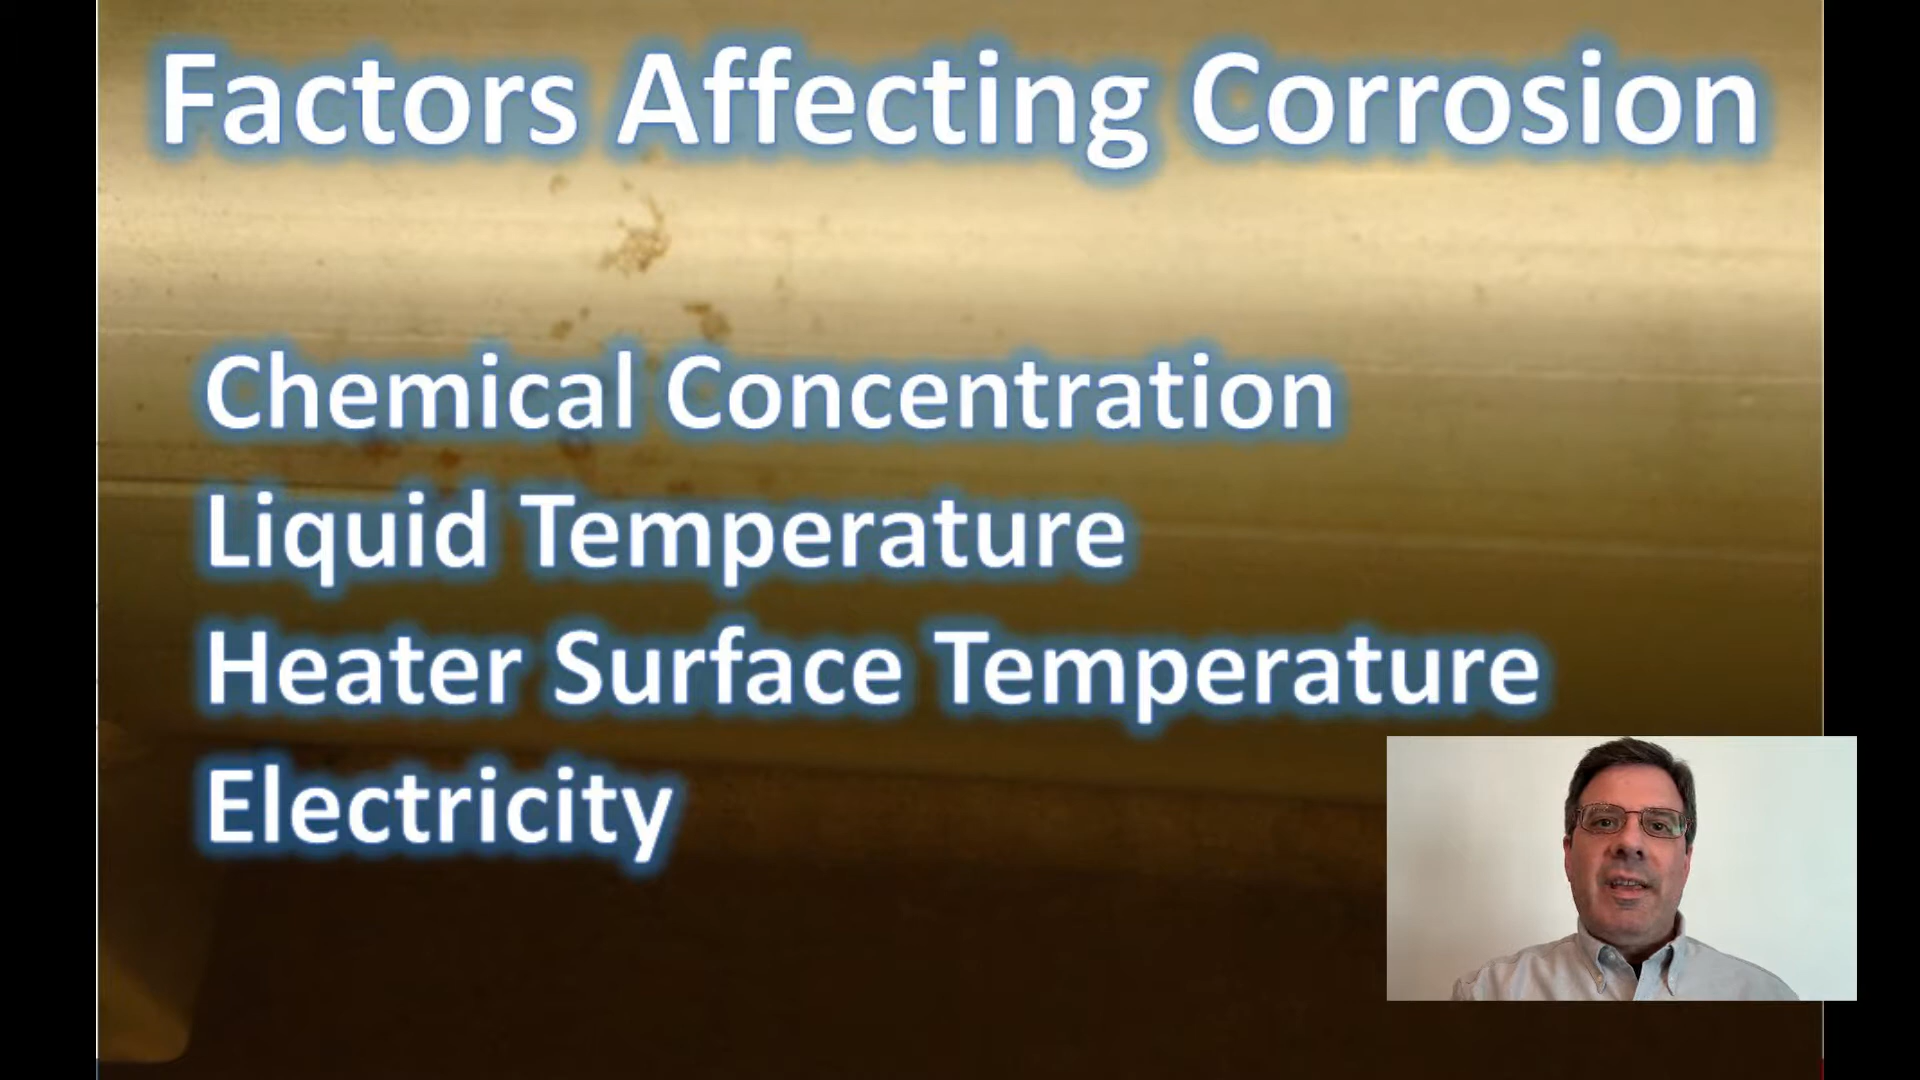 Factors Affecting Corrosion
Chemical Concentration
Liquid Temperature
Heater Surface Temperature
Electricity